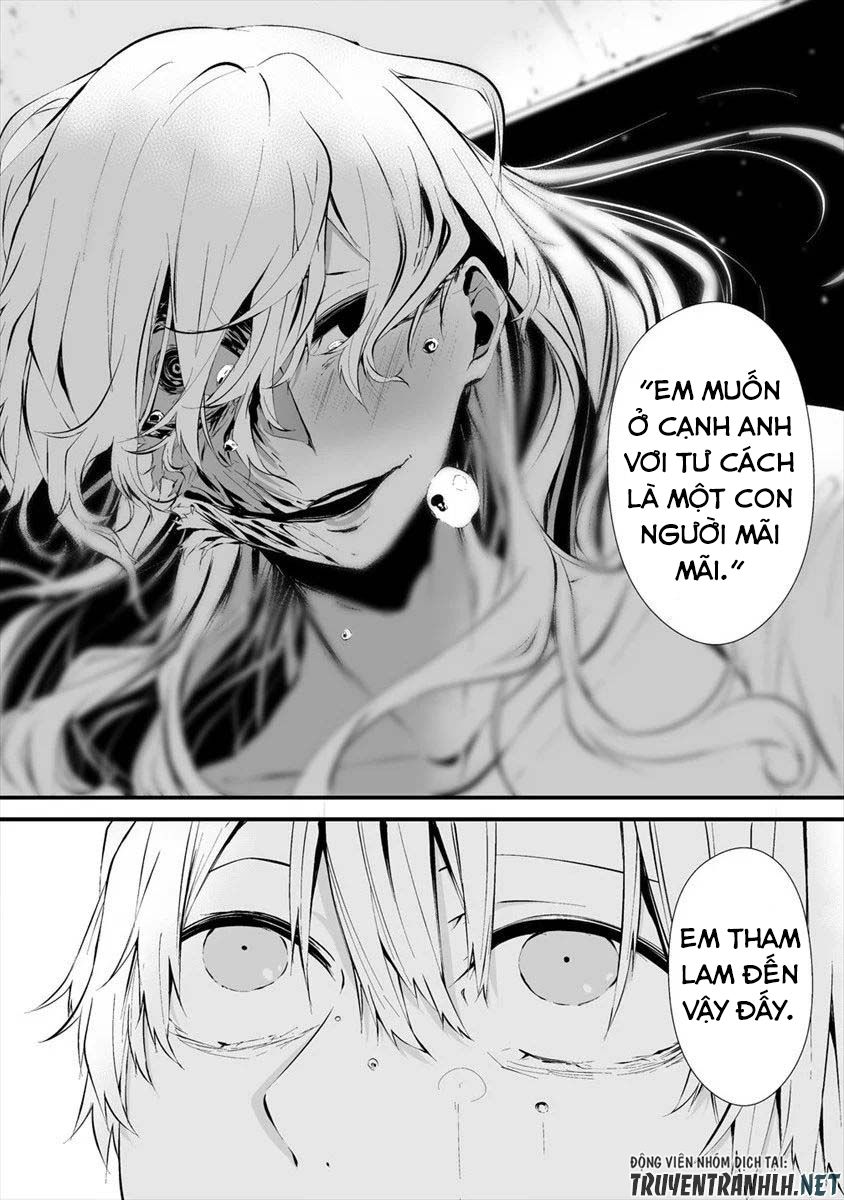 "EM MUỐN
Ở CẠNH ANH
VƠI TƯ CÁCH
LÀ MỘT CON
NGƯỜI MÃI
MÃI."
EM THAM
LAM ĐẾN
VẬY ĐẤY.
ĐỘNG VIÊN NHÓM DỊCH TẠI:
TRUYENTRANHLH.NET